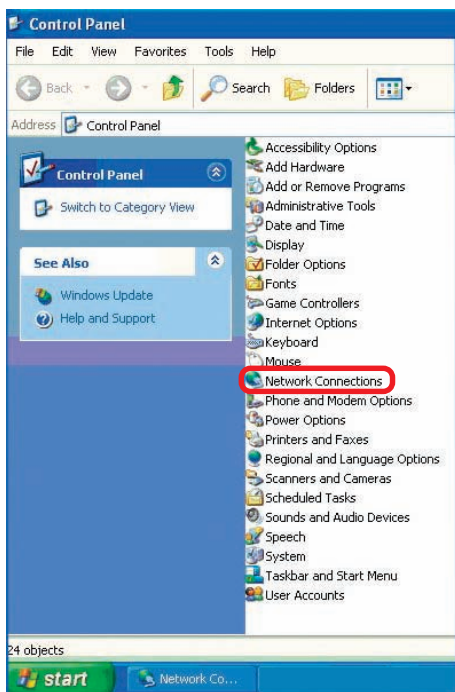 Control Panel
File Edit View Favorites Tools Help
Back Search Folders
Address Control Panel
Control Panel
Switch to Category View
See Also
Windows Update
Help and Support
Accessibility Options
Add Hardware
Add or Remove Programs
Administrative Tools
Date and Time
Display
Folder Options
Fonts
Game Controllers
Internet Options
Keyboard
Mouse
Network Connections
Phone and Modem Options
Power Options
Printers and Faxes
Regional and Language Options
Scanners and Cameras
Scheduled Tasks
Sounds and Audio Devices
Speech
System
Taskbar and Start Menu
User Accounts
24 objects
start Network Co...